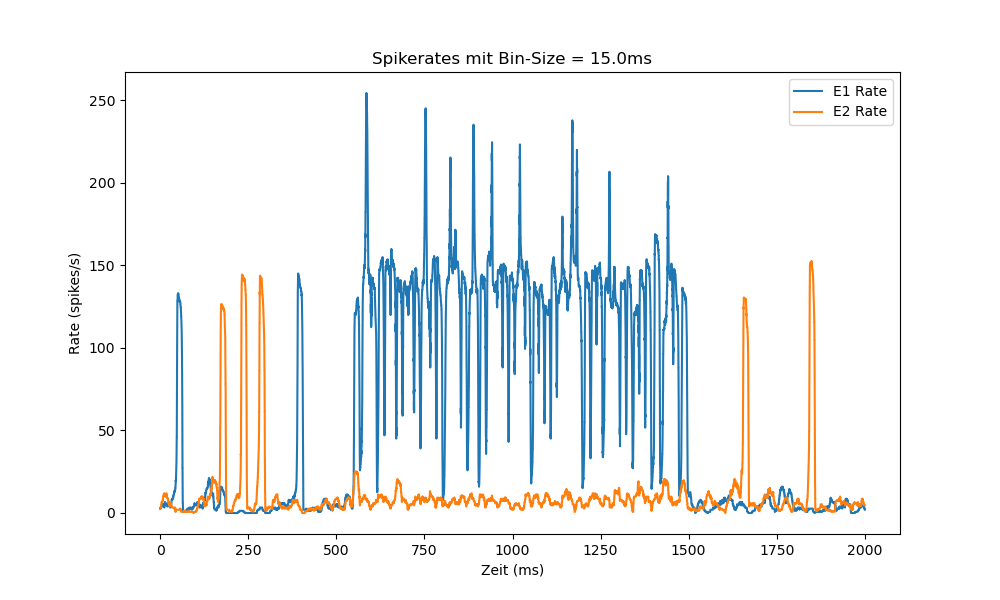 Spikerates mit Bin-Size = 15.0ms
E1 Rate
E2 Rate
250
200
150
100
50
0
Rate (spikes/s)
0 250 500 750 1000 1250 1500 1750 2000
Zeit (ms)